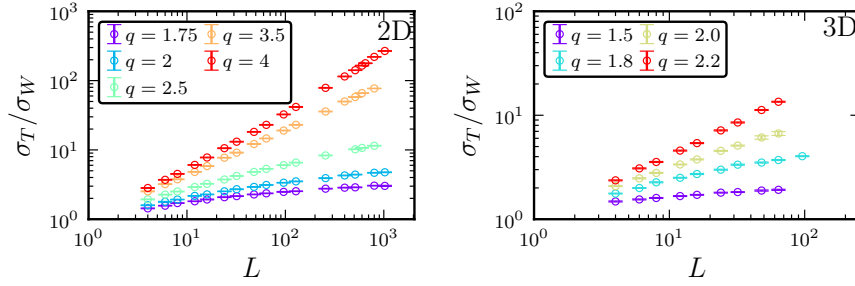 10³
10²
10¹
10⁰
σ_T/σ_W
10⁰ 10¹ 10² 10³
L
2D
q = 1.75 q = 3.5
q = 2 q = 4
q = 2.5
10²
10¹
10⁰
σ_T/σ_W
10⁰ 10¹ 10²
L
3D
q = 1.5 q = 2.0
q = 1.8 q = 2.2